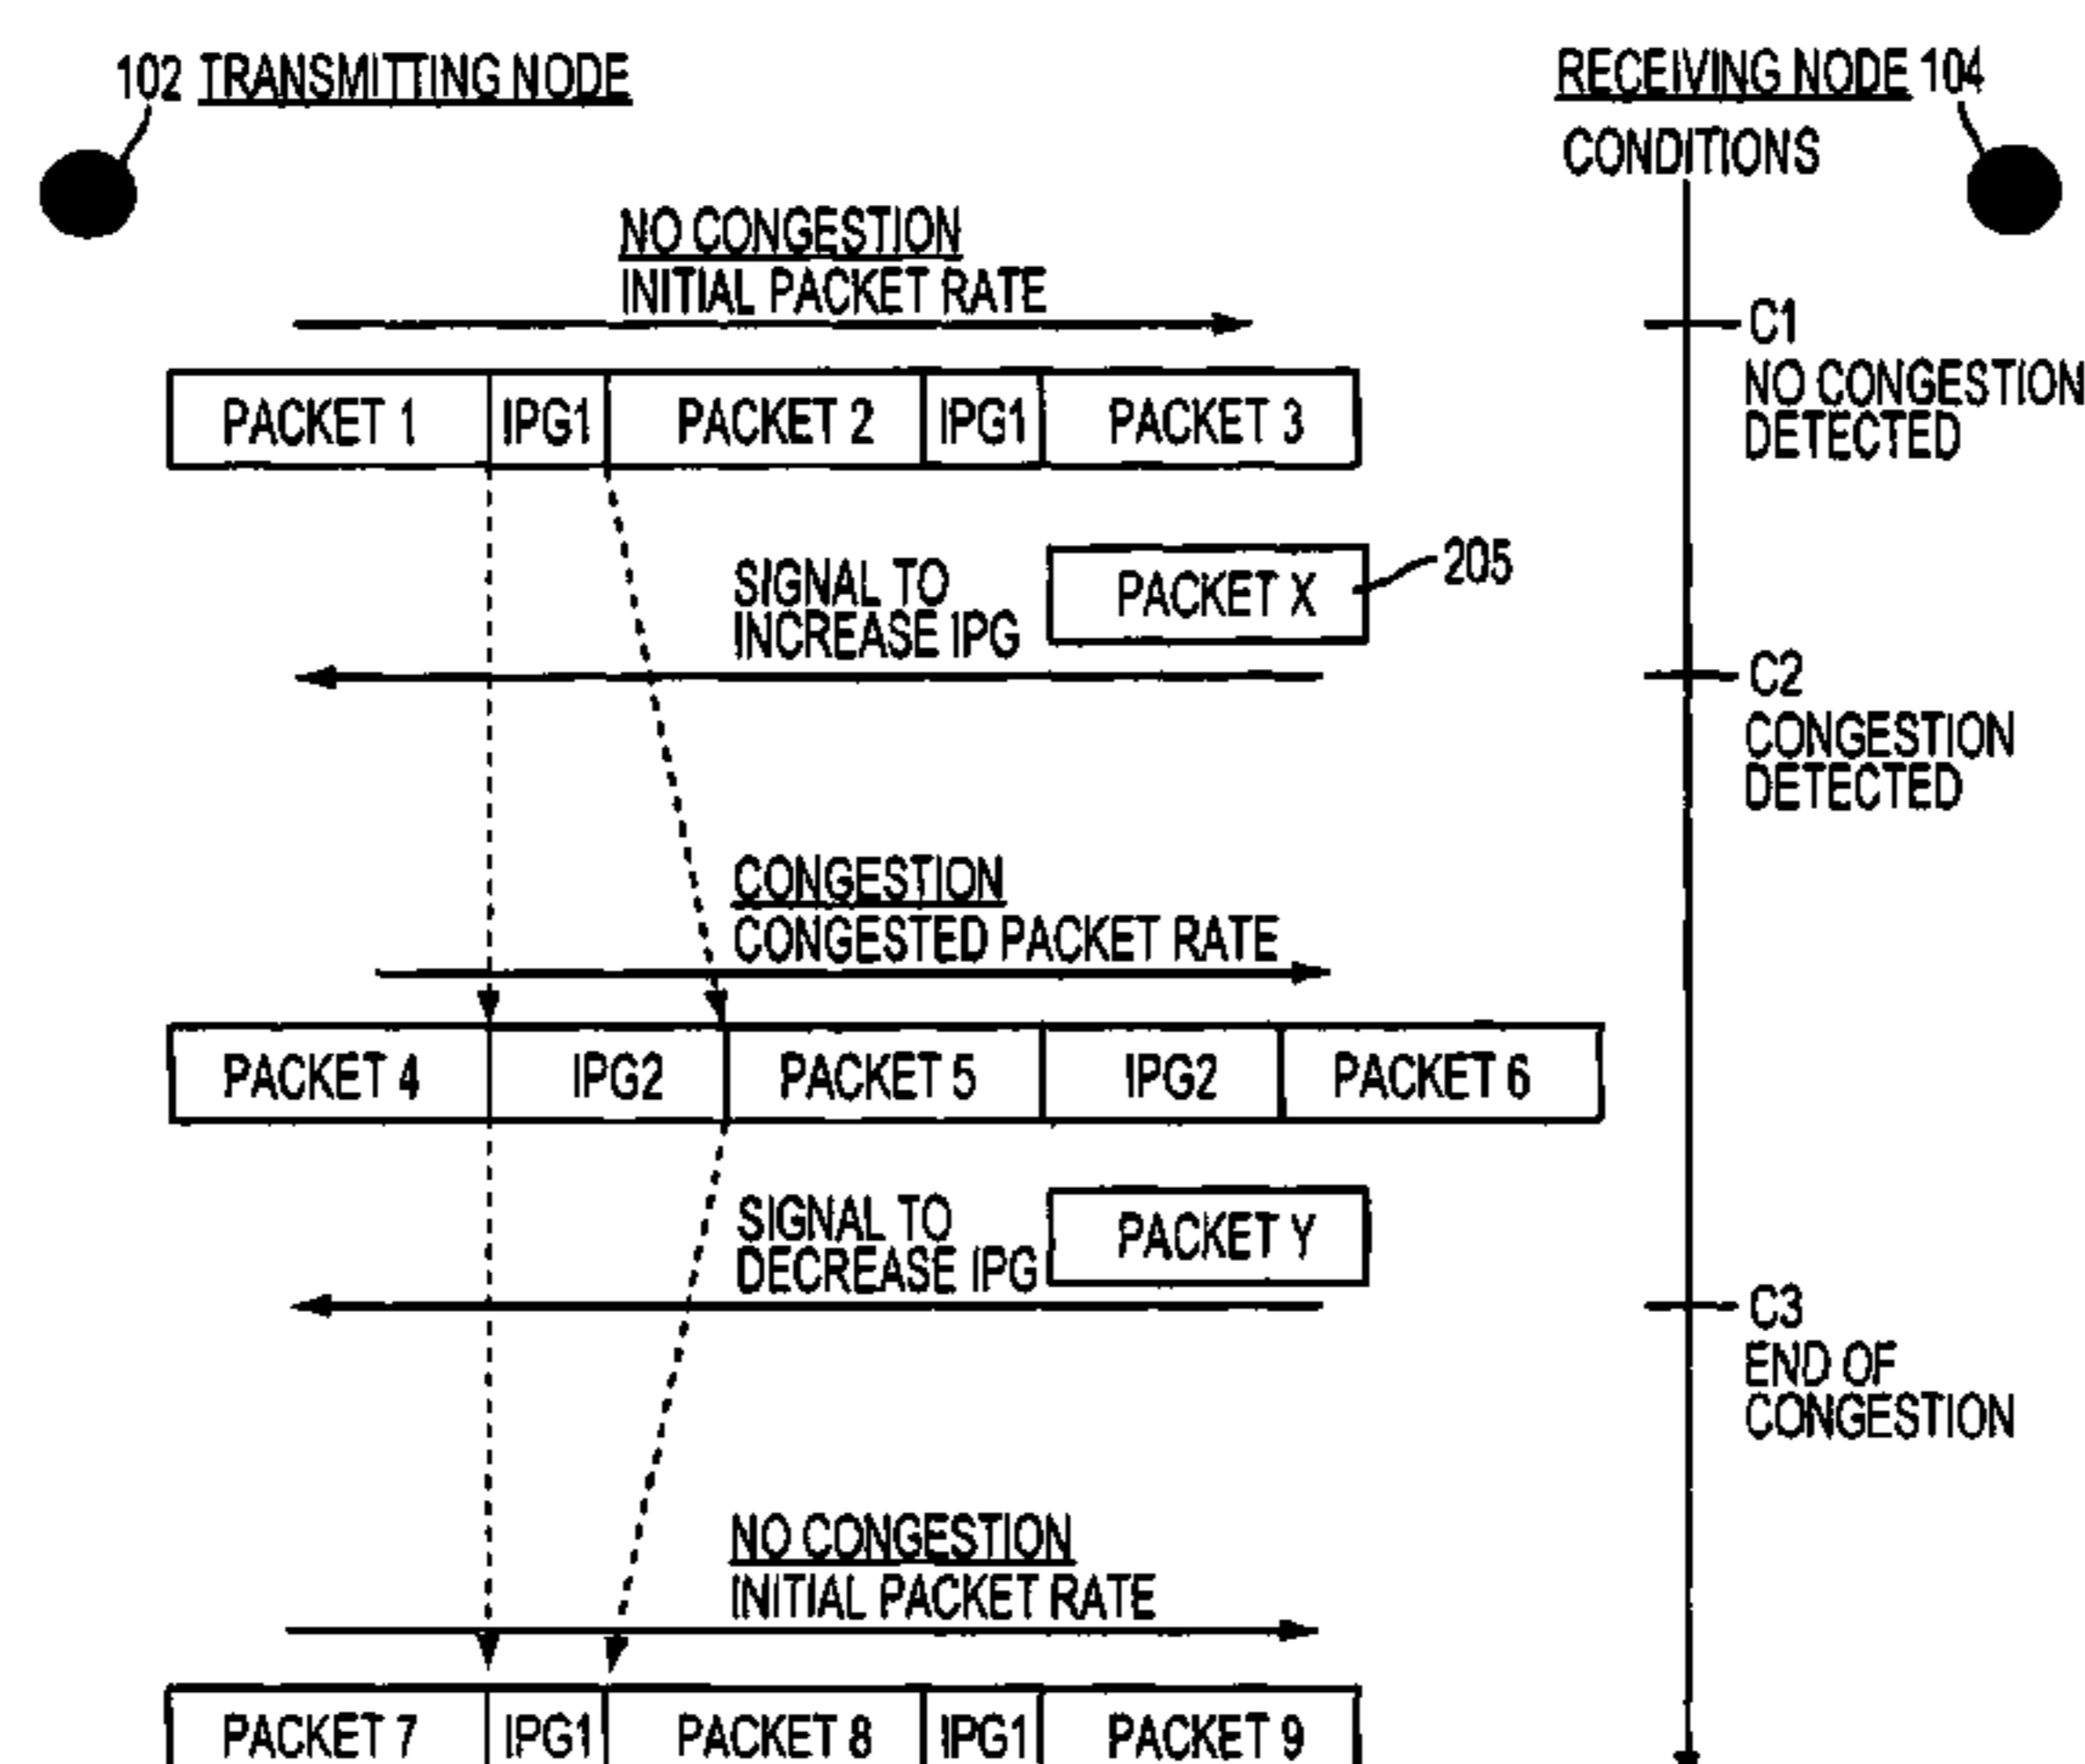 102 TRANSMITTING NODE
RECEIVING NODE 104
CONDITIONS
NO CONGESTION
INITIAL PACKET RATE
C1
NO CONGESTION
DETECTED
PACKET 1 IPG1 PACKET 2 IPG1 PACKET 3
SIGNAL TO
INCREASE IPG
PACKET X
205
C2
CONGESTION
DETECTED
CONGESTION
CONGESTED PACKET RATE
PACKET 4 IPG2 PACKET 5 IPG2 PACKET 6
SIGNAL TO
DECREASE IPG
PACKET Y
C3
END OF
CONGESTION
NO CONGESTION
INITIAL PACKET RATE
PACKET 7 IPG1 PACKET 8 IPG1 PACKET 9